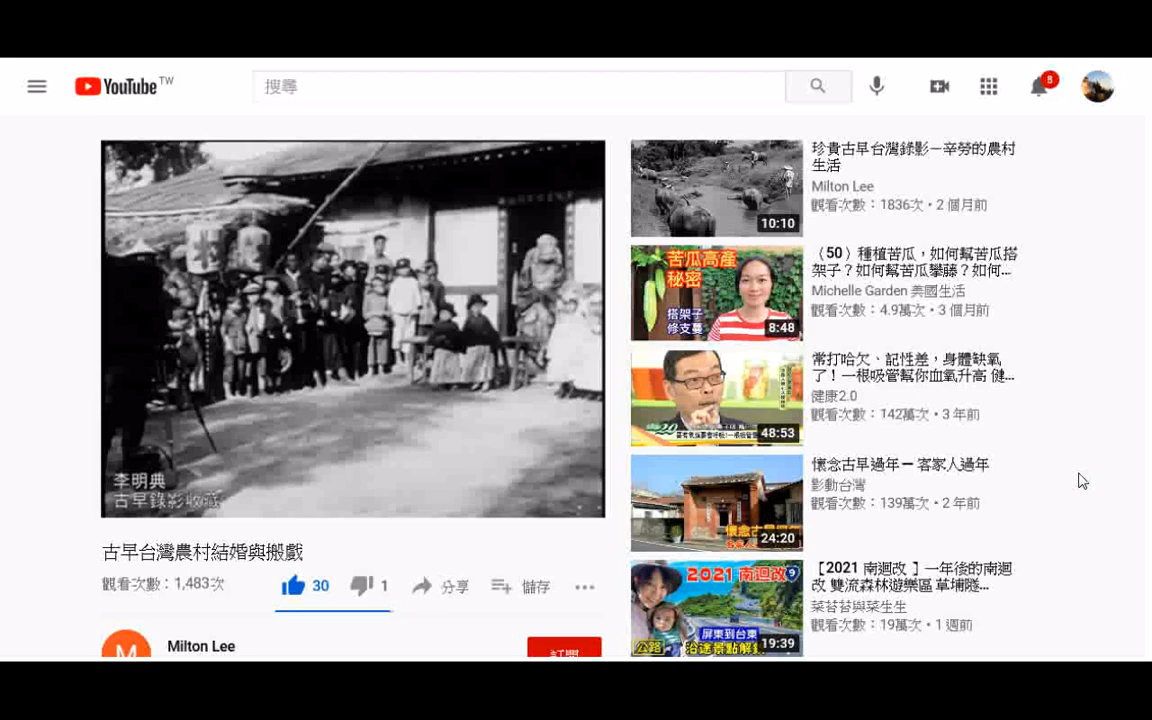 YouTube TW
搜尋
8
李明典
古早錄影收藏
古早台灣農村結婚與搬戲
觀看次數：1,483次
30
1
分享
儲存
Milton Lee
訂閱
10:10
珍貴古早台灣錄影－辛勞的農村
生活
Milton Lee
觀看次數：1836次・2 個月前
苦瓜高產
秘密
搭架子
修支蔓
8:48
（50）種植苦瓜，如何幫苦瓜搭
架子？如何幫苦瓜攀藤？如何...
Michelle Garden 美國生活
觀看次數：4.9萬次・3 個月前
48:53
常打哈欠、記性差，身體缺氧
了！一根吸管幫你血氧升高 健...
健康2.0
觀看次數：142萬次・3 年前
24:20
懷念古早過年 ━ 客家人過年
影動台灣
觀看次數：139萬次・2 年前
2021 南迴改 9
屏東到台東
公路
19:39
【2021 南迴改 】一年後的南迴
改 雙流森林遊樂區 草埔隧...
菜苔苔與菜生生
觀看次數：19萬次・1 週前